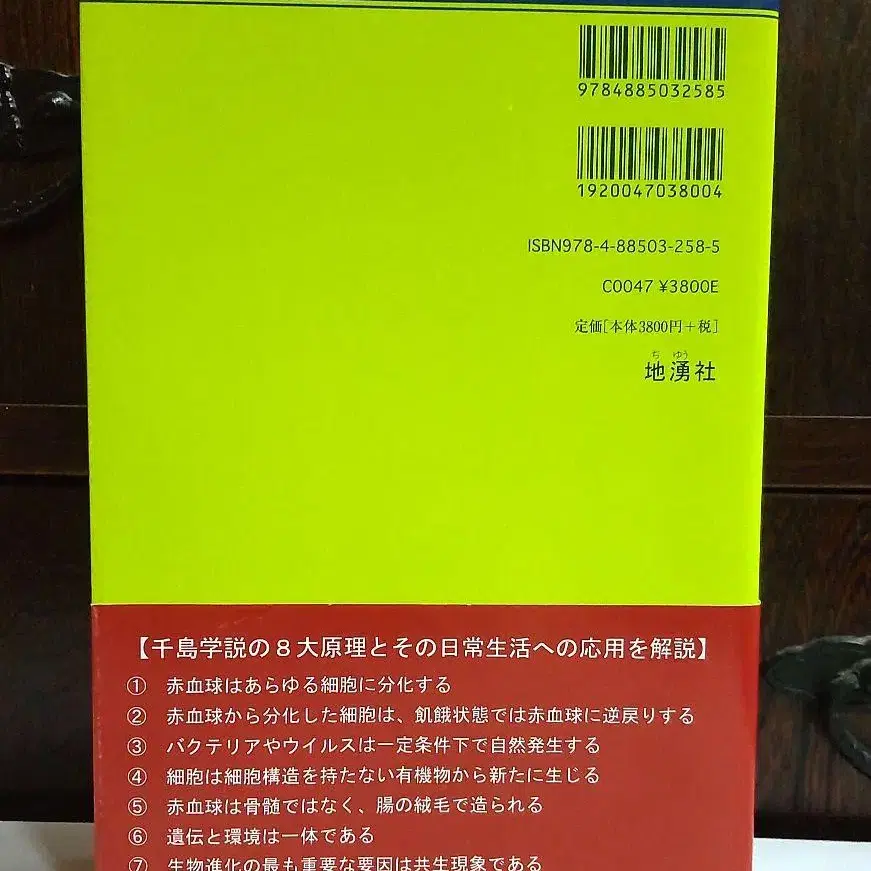 9784885032585
1920047038004
ISBN978-4-88503-258-5
C0047 ¥3800E
定価[本体3800円+税]
ち ゆう
地湧社
【千島学説の8大原理とその日常生活への応用を解説】
① 赤血球はあらゆる細胞に分化する
② 赤血球から分化した細胞は、飢餓状態では赤血球に逆戻りする
③ バクテリアやウイルスは一定条件下で自然発生する
④ 細胞は細胞構造を持たない有機物から新たに生じる
⑤ 赤血球は骨髄ではなく、腸の絨毛で造られる
⑥ 遺伝と環境は一体である
⑦ 生物進化の最も重要な要因は共生現象である